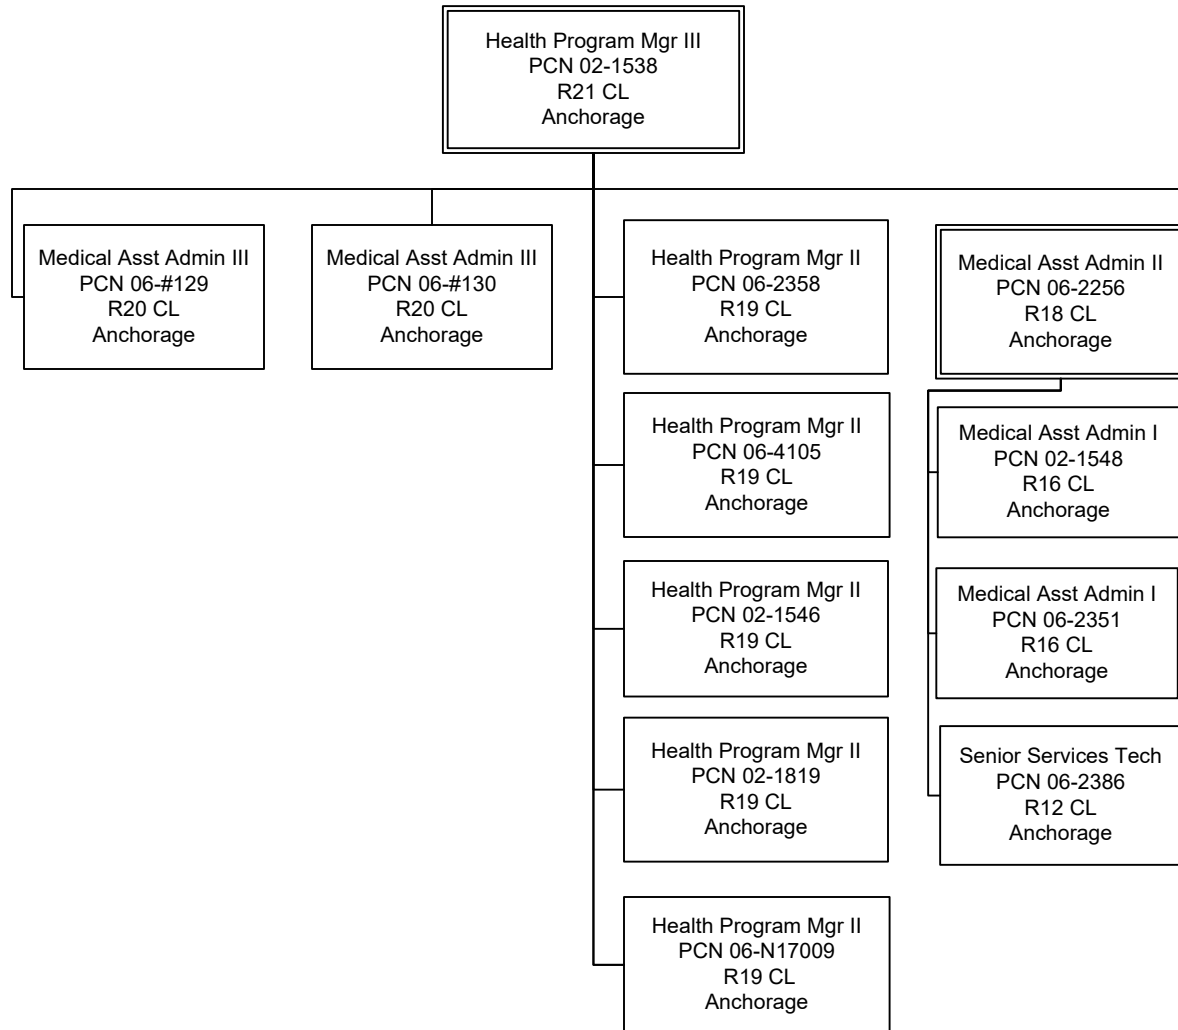 Health Program Mgr III
PCN 02-1538
R21 CL
Anchorage
Medical Asst Admin III
PCN 06-#129
R20 CL
Anchorage
Medical Asst Admin III
PCN 06-#130
R20 CL
Anchorage
Health Program Mgr II
PCN 06-2358
R19 CL
Anchorage
Medical Asst Admin II
PCN 06-2256
R18 CL
Anchorage
Health Program Mgr II
PCN 06-4105
R19 CL
Anchorage
Medical Asst Admin I
PCN 02-1548
R16 CL
Anchorage
Health Program Mgr II
PCN 02-1546
R19 CL
Anchorage
Medical Asst Admin I
PCN 06-2351
R16 CL
Anchorage
Health Program Mgr II
PCN 02-1819
R19 CL
Anchorage
Senior Services Tech
PCN 06-2386
R12 CL
Anchorage
Health Program Mgr II
PCN 06-N17009
R19 CL
Anchorage